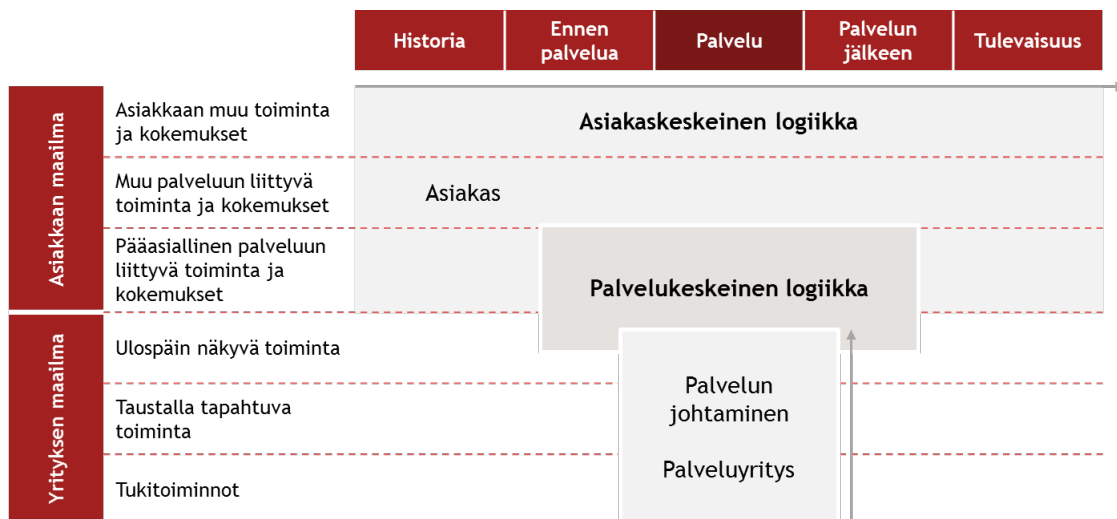 Historia
Ennen
palvelua
Palvelu
Palvelun
jälkeen
Tulevaisuus
Asiakkaan maailma
Asiakkaan muu toiminta
ja kokemukset
Asiakaskeskeinen logiikka
Muu palveluun liittyvä
toiminta ja kokemukset
Asiakas
Pääasiallinen palveluun
liittyvä toiminta ja
kokemukset
Palvelukeskeinen logiikka
Yrityksen maailma
Ulospäin näkyvä toiminta
Taustalla tapahtuva
toiminta
Palvelun
johtaminen
Tukitoiminnot
Palveluyritys